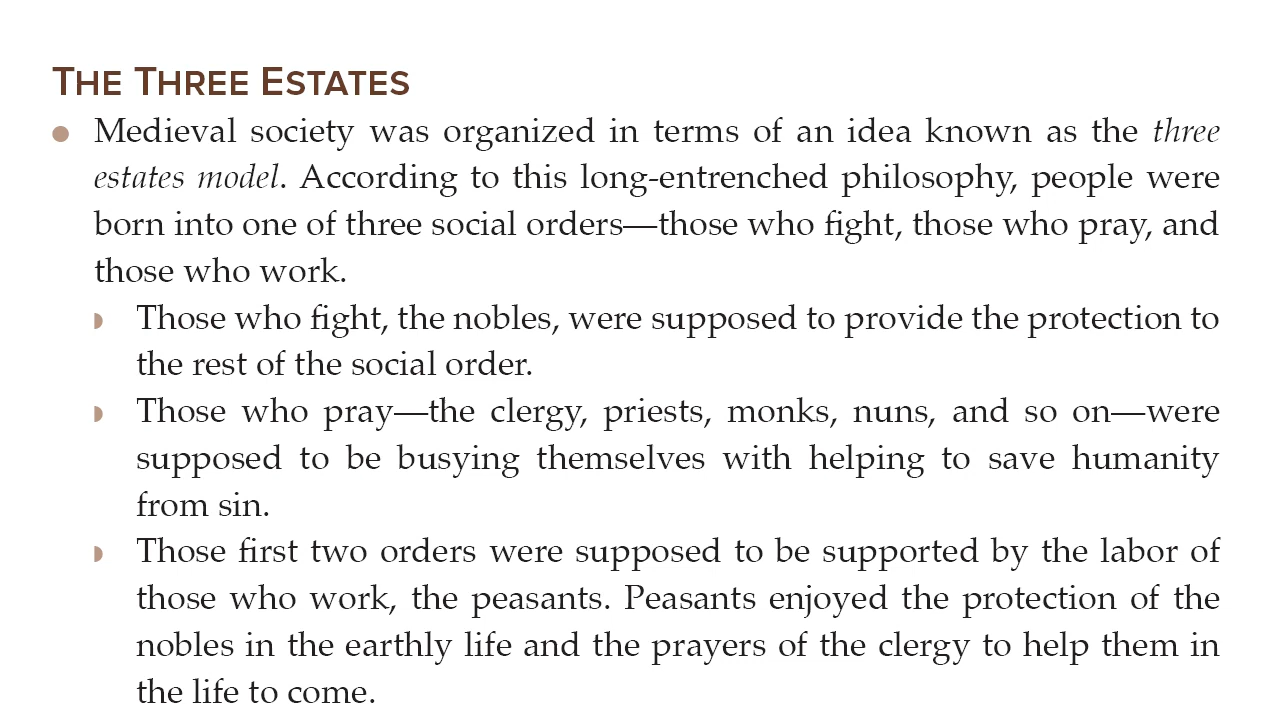 THE THREE ESTATES
Medieval society was organized in terms of an idea known as the three
estates model. According to this long-entrenched philosophy, people were
born into one of three social orders—those who fight, those who pray, and
those who work.
Those who fight, the nobles, were supposed to provide the protection to
the rest of the social order.
Those who pray—the clergy, priests, monks, nuns, and so on—were
supposed to be busying themselves with helping to save humanity
from sin.
Those first two orders were supposed to be supported by the labor of
those who work, the peasants. Peasants enjoyed the protection of the
nobles in the earthly life and the prayers of the clergy to help them in
the life to come.